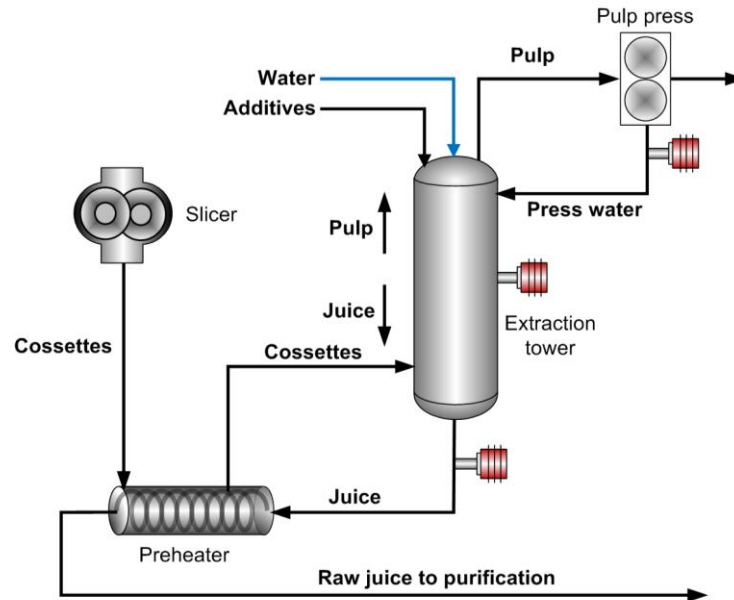 Pulp press
Pulp
Water
Additives
Slicer
Press water
Pulp
Juice
Extraction
tower
Cossettes
Cossettes
Juice
Preheater
Raw juice to purification